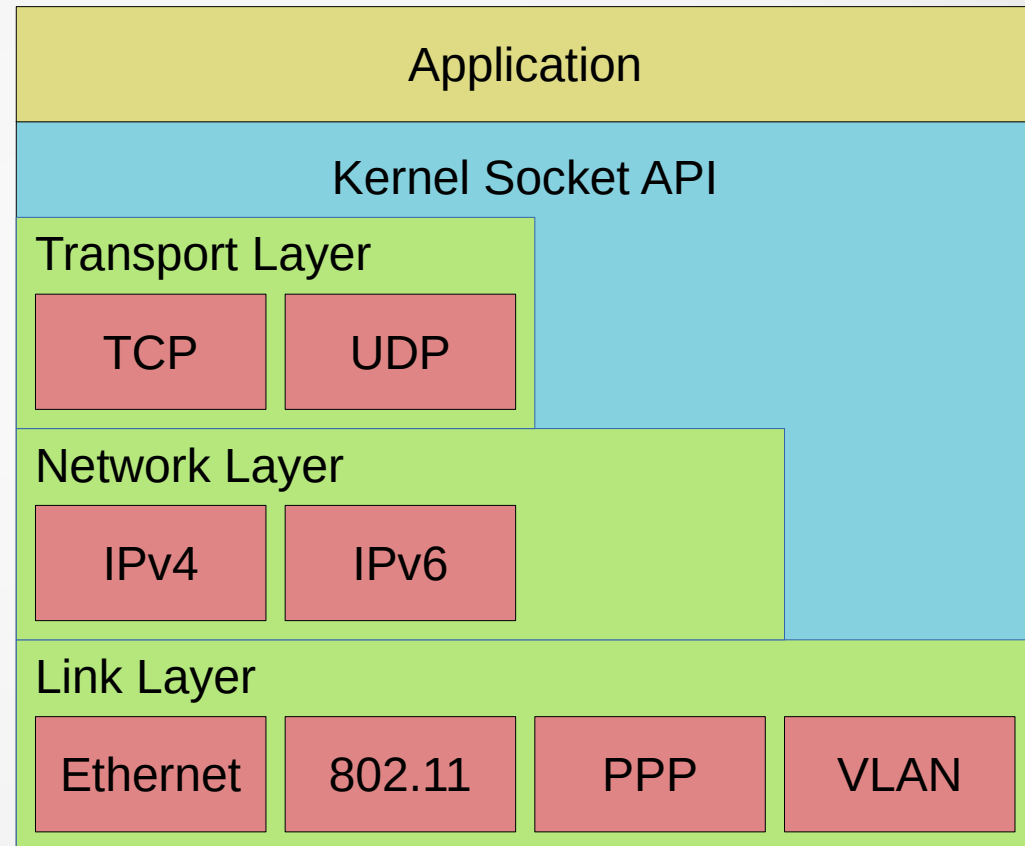 Application
Kernel Socket API
Transport Layer
TCP UDP
Network Layer
IPv4 IPv6
Link Layer
Ethernet 802.11 PPP VLAN